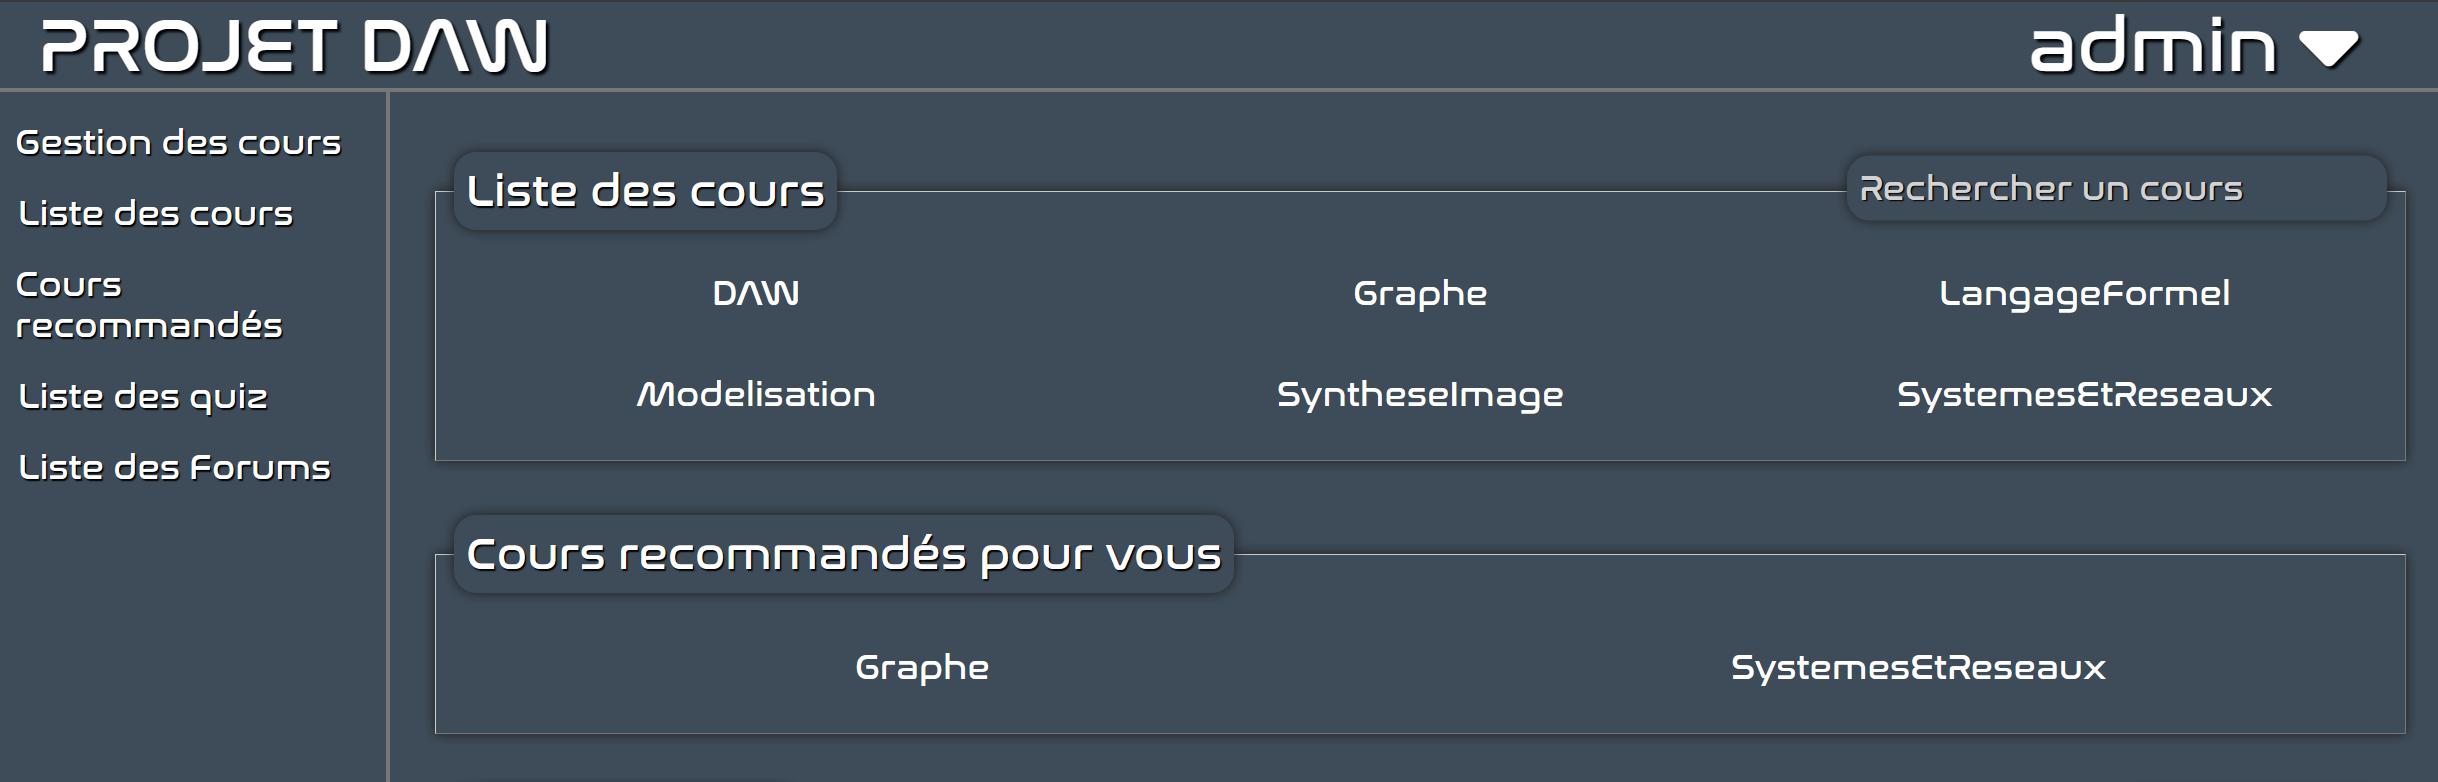 PROJET DAW
admin
Gestion des cours
Liste des cours
Cours
recommandés
Liste des quiz
Liste des Forums
Liste des cours
Rechercher un cours
DAW
Graphe
LangageFormel
Modelisation
SyntheseImage
SystemesEtReseaux
Cours recommandés pour vous
Graphe
SystemesEtReseaux